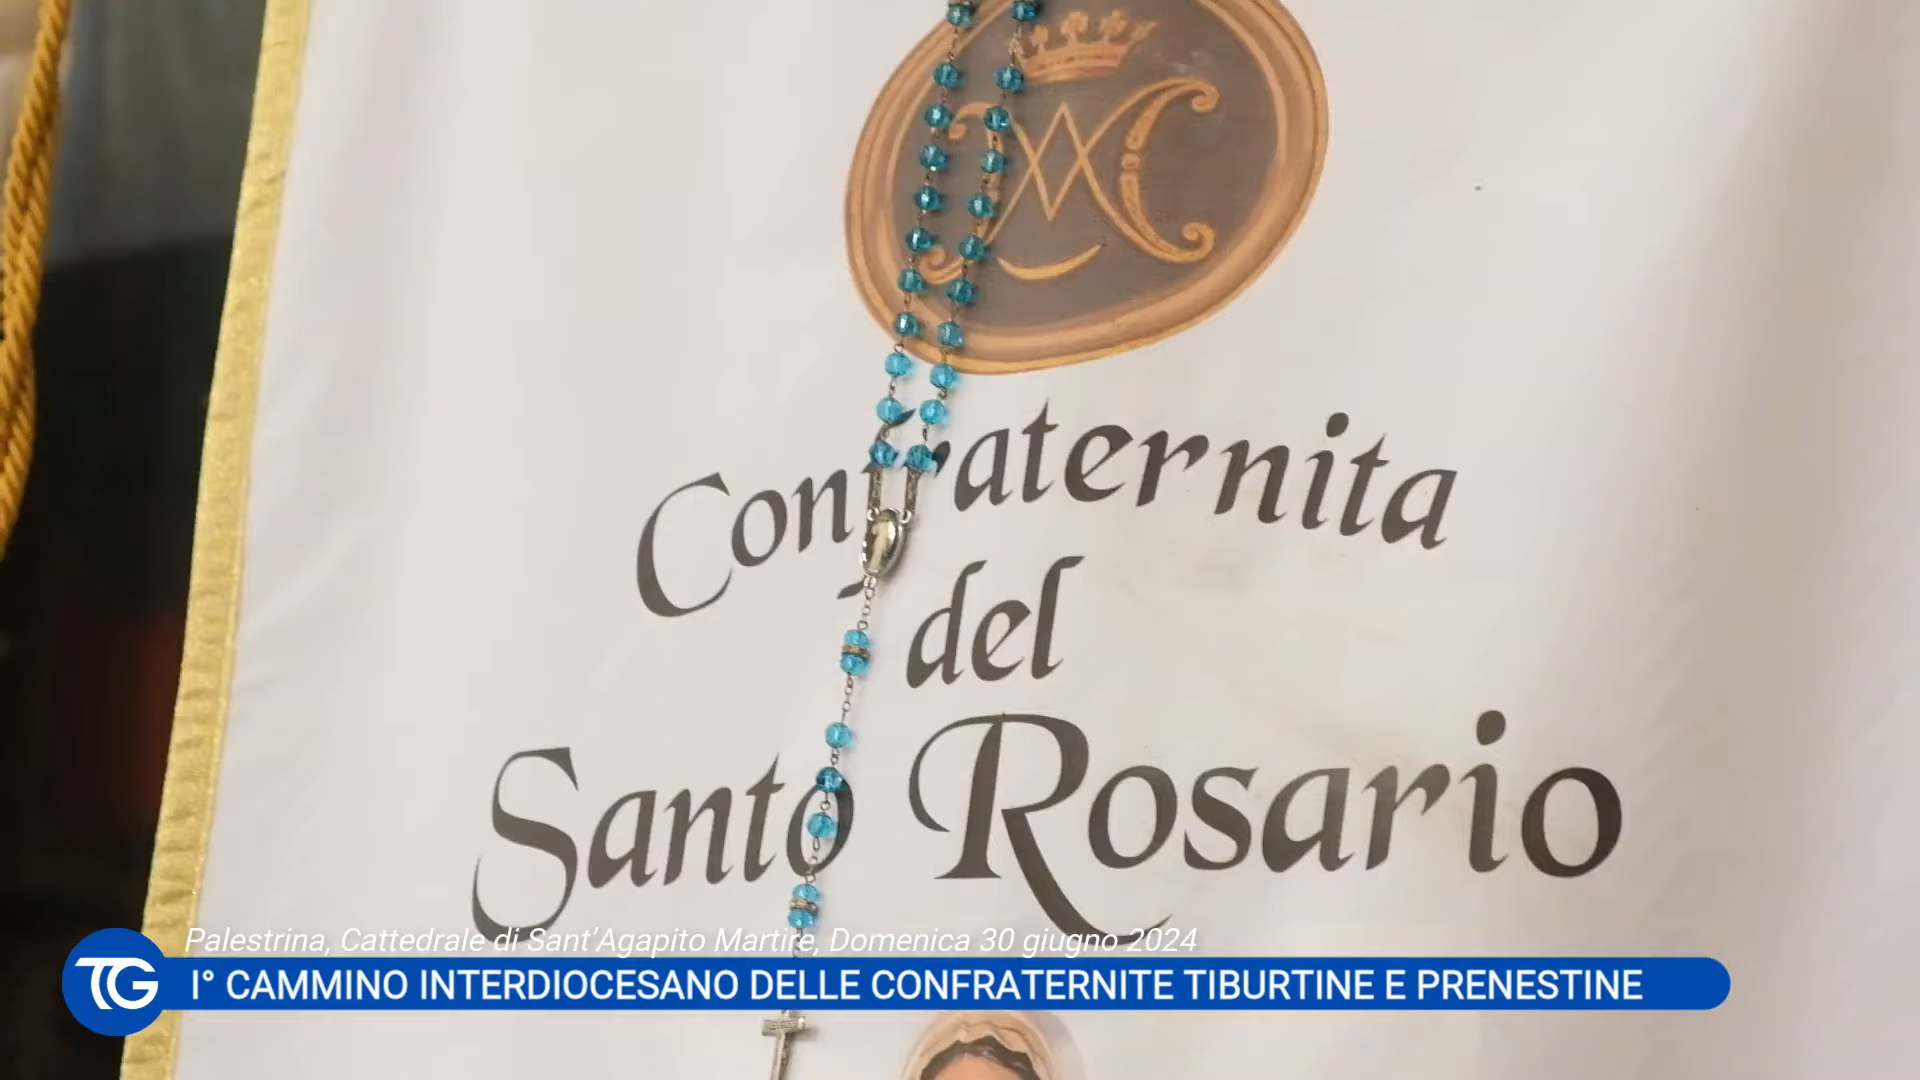 Confraternita
del
Santo Rosario
Palestrina, Cattedrale di Sant'Agapito Martire, Domenica 30 giugno 2024
TG I° CAMMINO INTERDIOCESANO DELLE CONFRATERNITE TIBURTINE E PRENESTINE